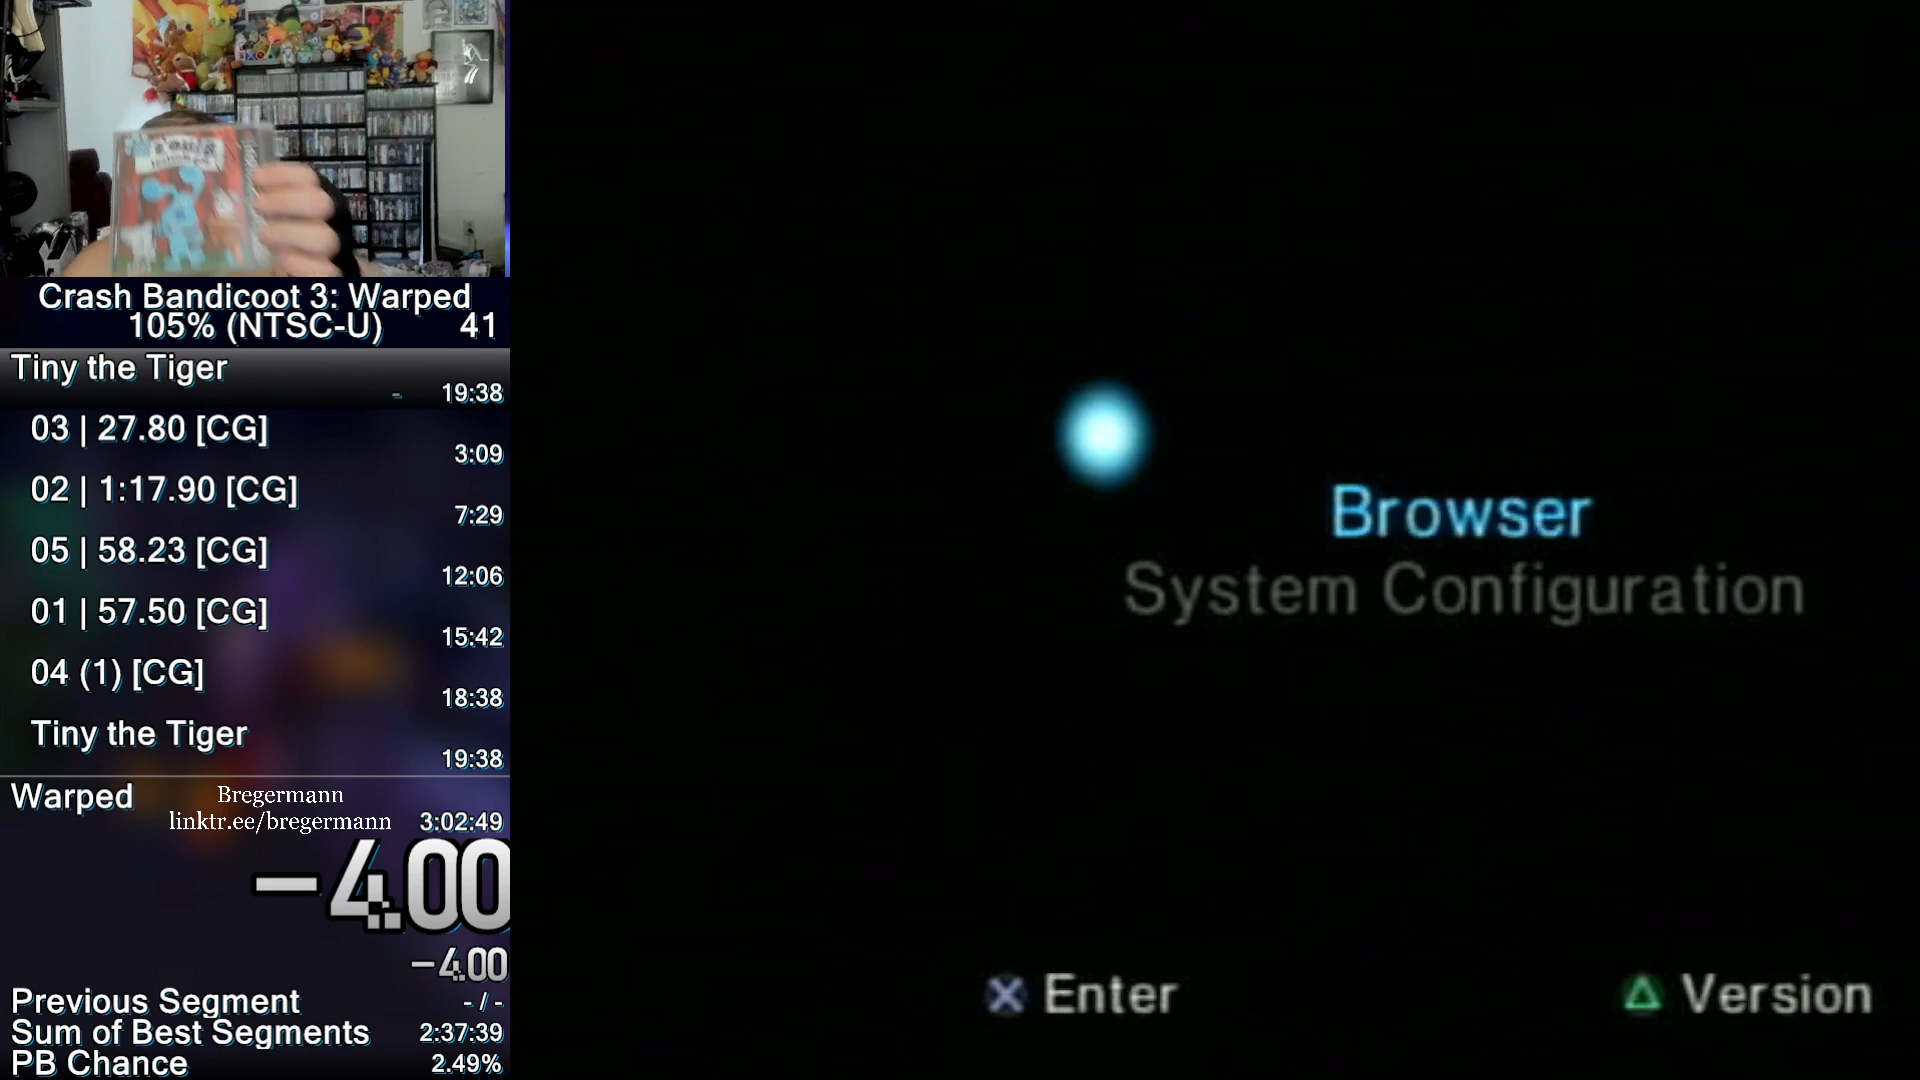 Crash Bandicoot 3: Warped
105% (NTSC-U) 41
Tiny the Tiger
- 19:38
03 | 27.80 [CG]
3:09
02 | 1:17.90 [CG]
7:29
05 | 58.23 [CG]
12:06
01 | 57.50 [CG]
15:42
04 (1) [CG]
18:38
Tiny the Tiger
19:38
Warped
Bregermann
linktr.ee/bregermann
3:02:49
-4.00
-4.00
Previous Segment - / -
Sum of Best Segments 2:37:39
PB Chance 2.49%
Browser
System Configuration
Enter
Version